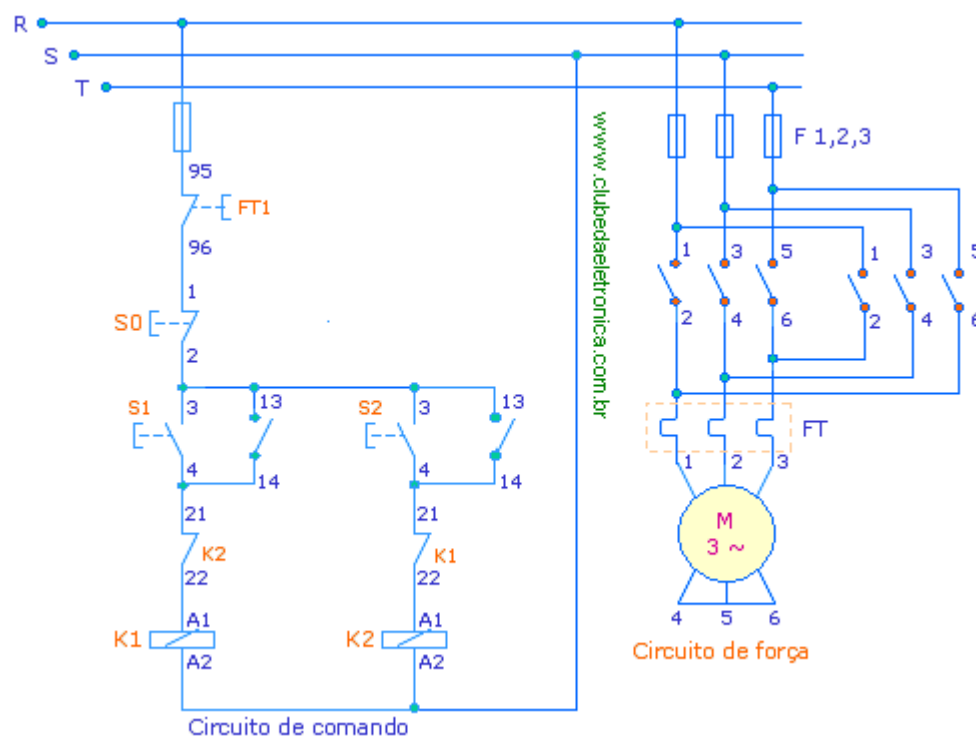 R
S
T
F 1,2,3
95
FT1
96
1
S0
2
S1
3
13
4
14
S2
3
13
4
14
21
K2
22
21
K1
22
K1
A1
A2
K2
A1
A2
Circuito de comando
www.clubedaeletronica.com.br
1
3
5
2
4
6
1
3
5
2
4
6
FT
1
2
3
M
3 ~
4
5
6
Circuito de força